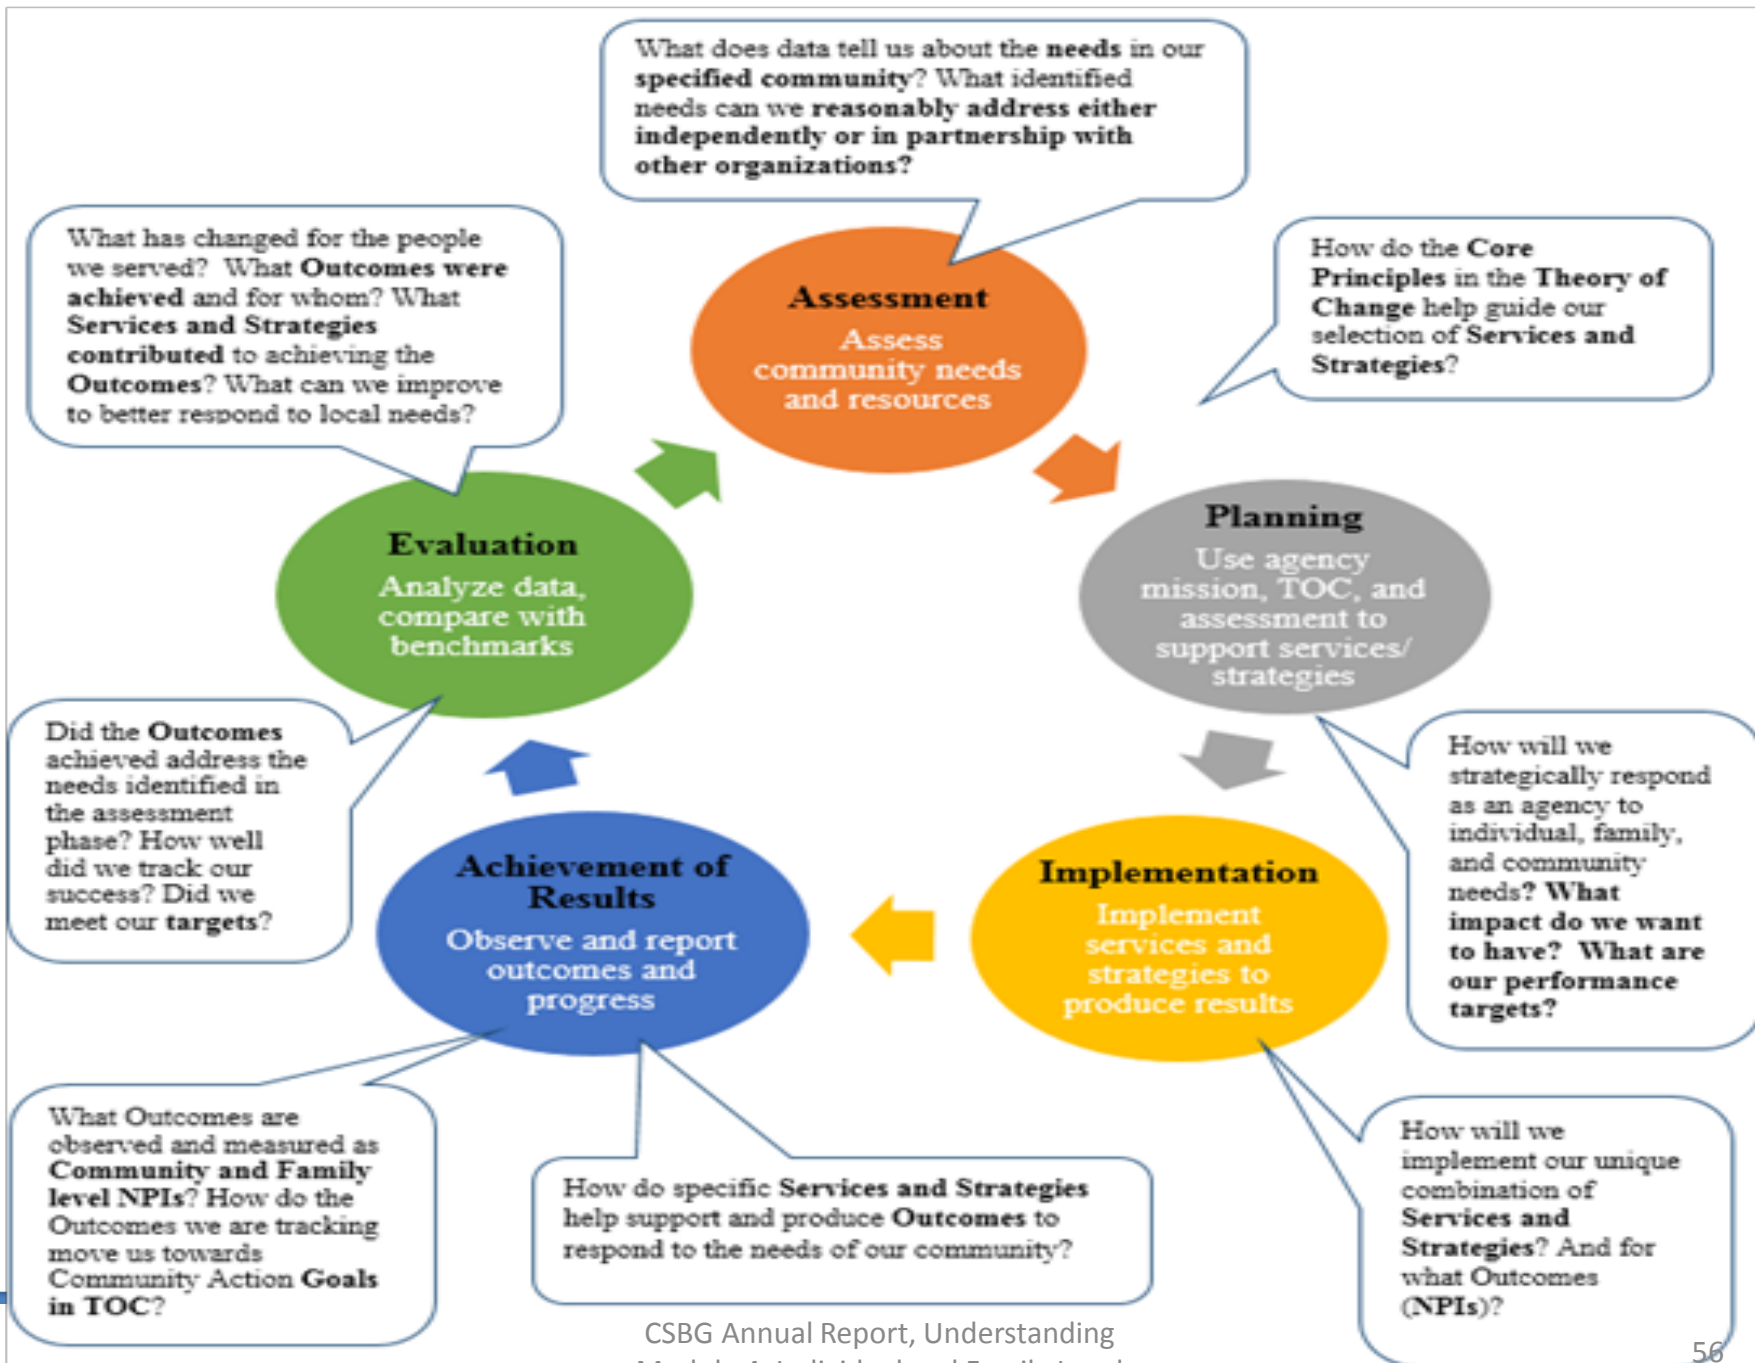 What does data tell us about the needs in our
specified community? What identified
needs can we reasonably address either
independently or in partnership with
other organizations?
What has changed for the people
we served? What Outcomes were
achieved and for whom? What
Services and Strategies
contributed to achieving the
Outcomes? What can we improve
to better respond to local needs?
Assessment
Assess
community needs
and resources
How do the Core
Principles in the Theory of
Change help guide our
selection of Services and
Strategies?
Evaluation
Analyze data,
compare with
benchmarks
Planning
Use agency
mission, TOC, and
assessment to
support services/
strategies
Did the Outcomes
achieved address the
needs identified in
the assessment
phase? How well
did we track our
success? Did we
meet our targets?
How will we
strategically respond
as an agency to
individual, family,
and community
needs? What
impact do we want
to have? What are
our performance
targets?
Achievement of
Results
Observe and report
outcomes and
progress
Implementation
Implement
services and
strategies to
produce results
What Outcomes are
observed and measured as
Community and Family
level NPIs? How do the
Outcomes we are tracking
move us towards
Community Action Goals
in TOC?
How do specific Services and Strategies
help support and produce Outcomes to
respond to the needs of our community?
How will we
implement our unique
combination of
Services and
Strategies? And for
what Outcomes
(NPIs)?
CSBG Annual Report, Understanding
56